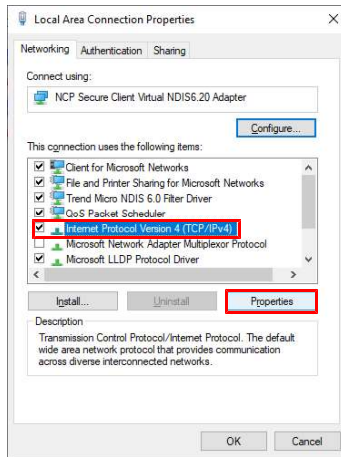 Local Area Connection Properties
Networking Authentication Sharing
Connect using:
NCP Secure Client Virtual NDIS6.20 Adapter
Configure...
This connection uses the following items:
Client for Microsoft Networks
File and Printer Sharing for Microsoft Networks
Trend Micro NDIS 6.0 Filter Driver
QoS Packet Scheduler
Internet Protocol Version 4 (TCP/IPv4)
Microsoft Network Adapter Multiplexor Protocol
Microsoft LLDP Protocol Driver
Install... Uninstall Properties
Description
Transmission Control Protocol/Internet Protocol. The default
wide area network protocol that provides communication
across diverse interconnected networks.
OK Cancel